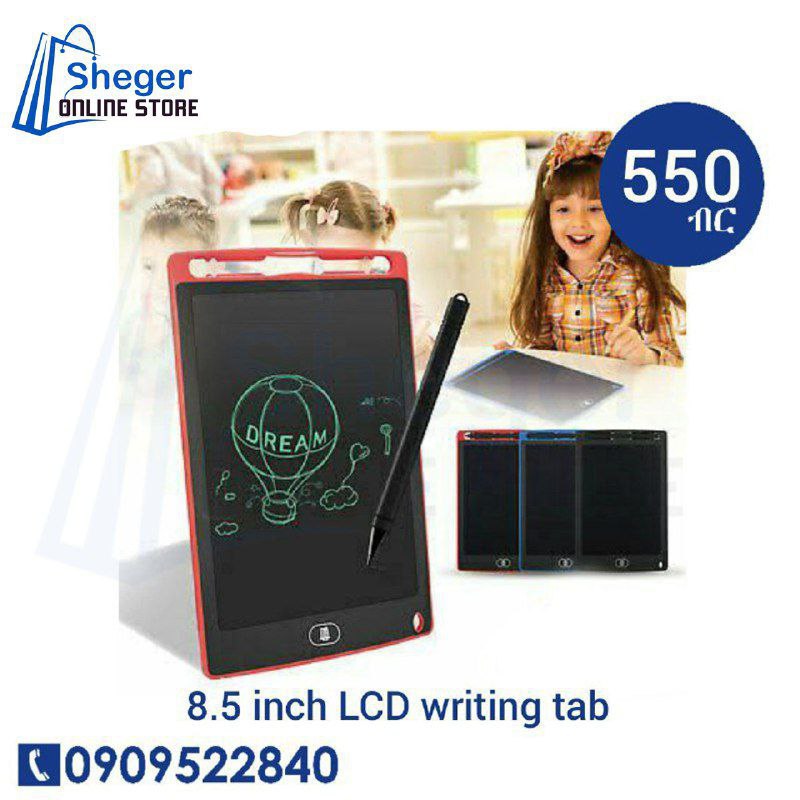 Sheger
ONLINE STORE
550
ብር
DREAM
8.5 inch LCD writing tab
0909522840